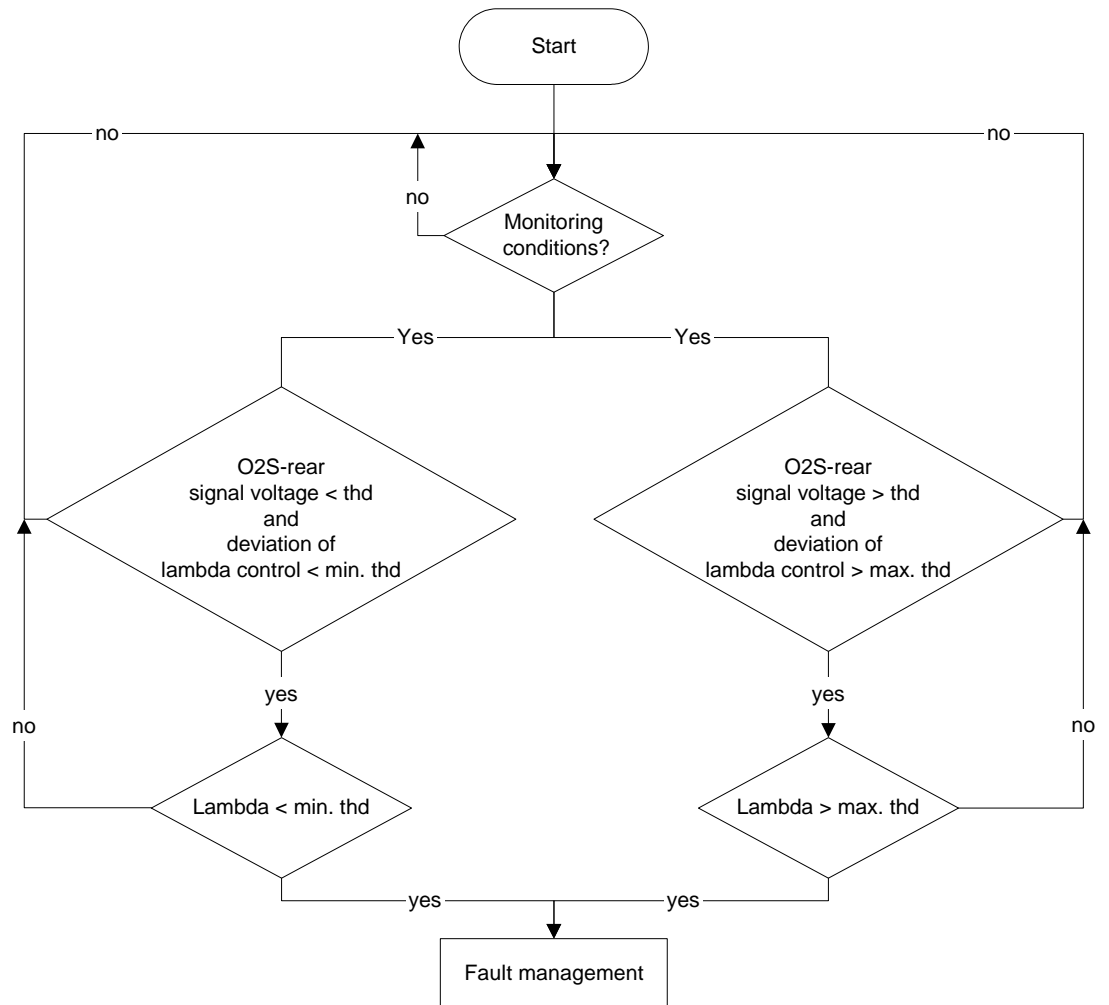 Start
no
no
no
Monitoring
conditions?
Yes
Yes
O2S-rear
signal voltage < thd
and
deviation of
lambda control < min. thd
O2S-rear
signal voltage > thd
and
deviation of
lambda control > max. thd
yes
yes
no
no
Lambda < min. thd
Lambda > max. thd
yes
yes
Fault management